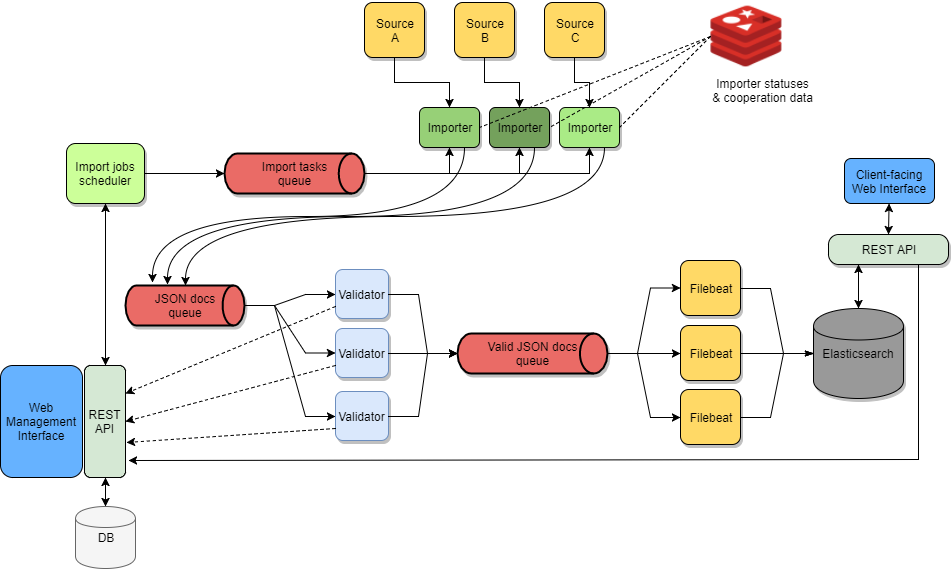 Source
A
Source
B
Source
C
Importer statuses
& cooperation data
Importer
Importer
Importer
Import jobs
scheduler
Import tasks
queue
Client-facing
Web Interface
REST API
JSON docs
queue
Validator
Validator
Validator
Valid JSON docs
queue
Filebeat
Filebeat
Filebeat
Elasticsearch
Web
Management
Interface
REST
API
DB